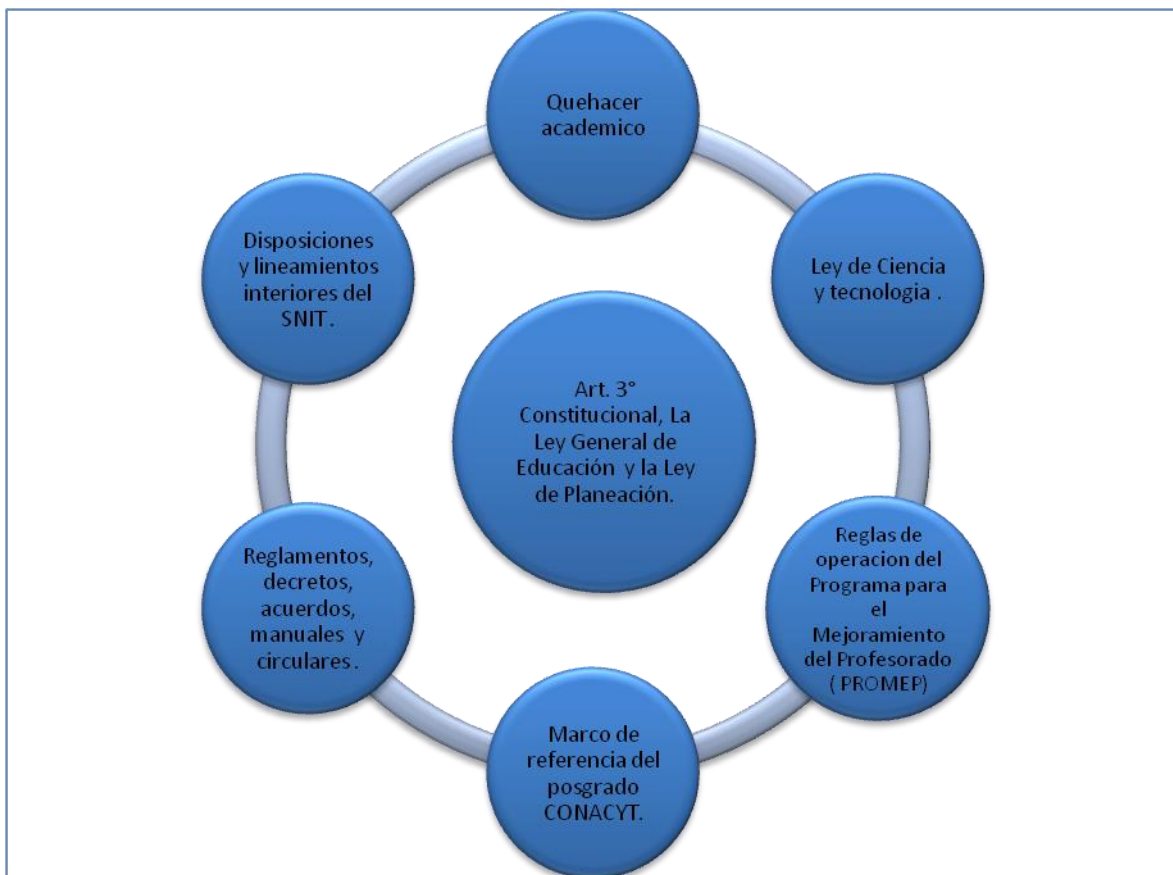 Quehacer
academico
Ley de Ciencia
y tecnologia .
Reglas de
operacion del
Programa para
el
Mejoramiento
del Profesorado
( PROMEP)
Marco de
referencia del
posgrado
CONACYT.
Reglamentos,
decretos,
acuerdos,
manuales y
circulares.
Disposiciones
y lineamientos
interiores del
SNIT.
Art. 3°
Constitucional, La
Ley General de
Educación y la Ley
de Planeación.